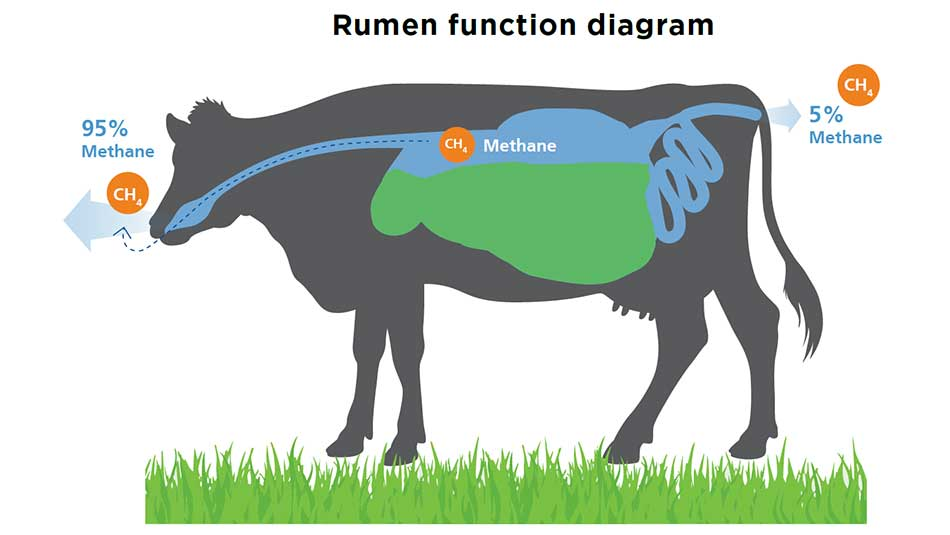 Rumen function diagram
95%
Methane
CH₄
CH₄ Methane
CH₄
5%
Methane